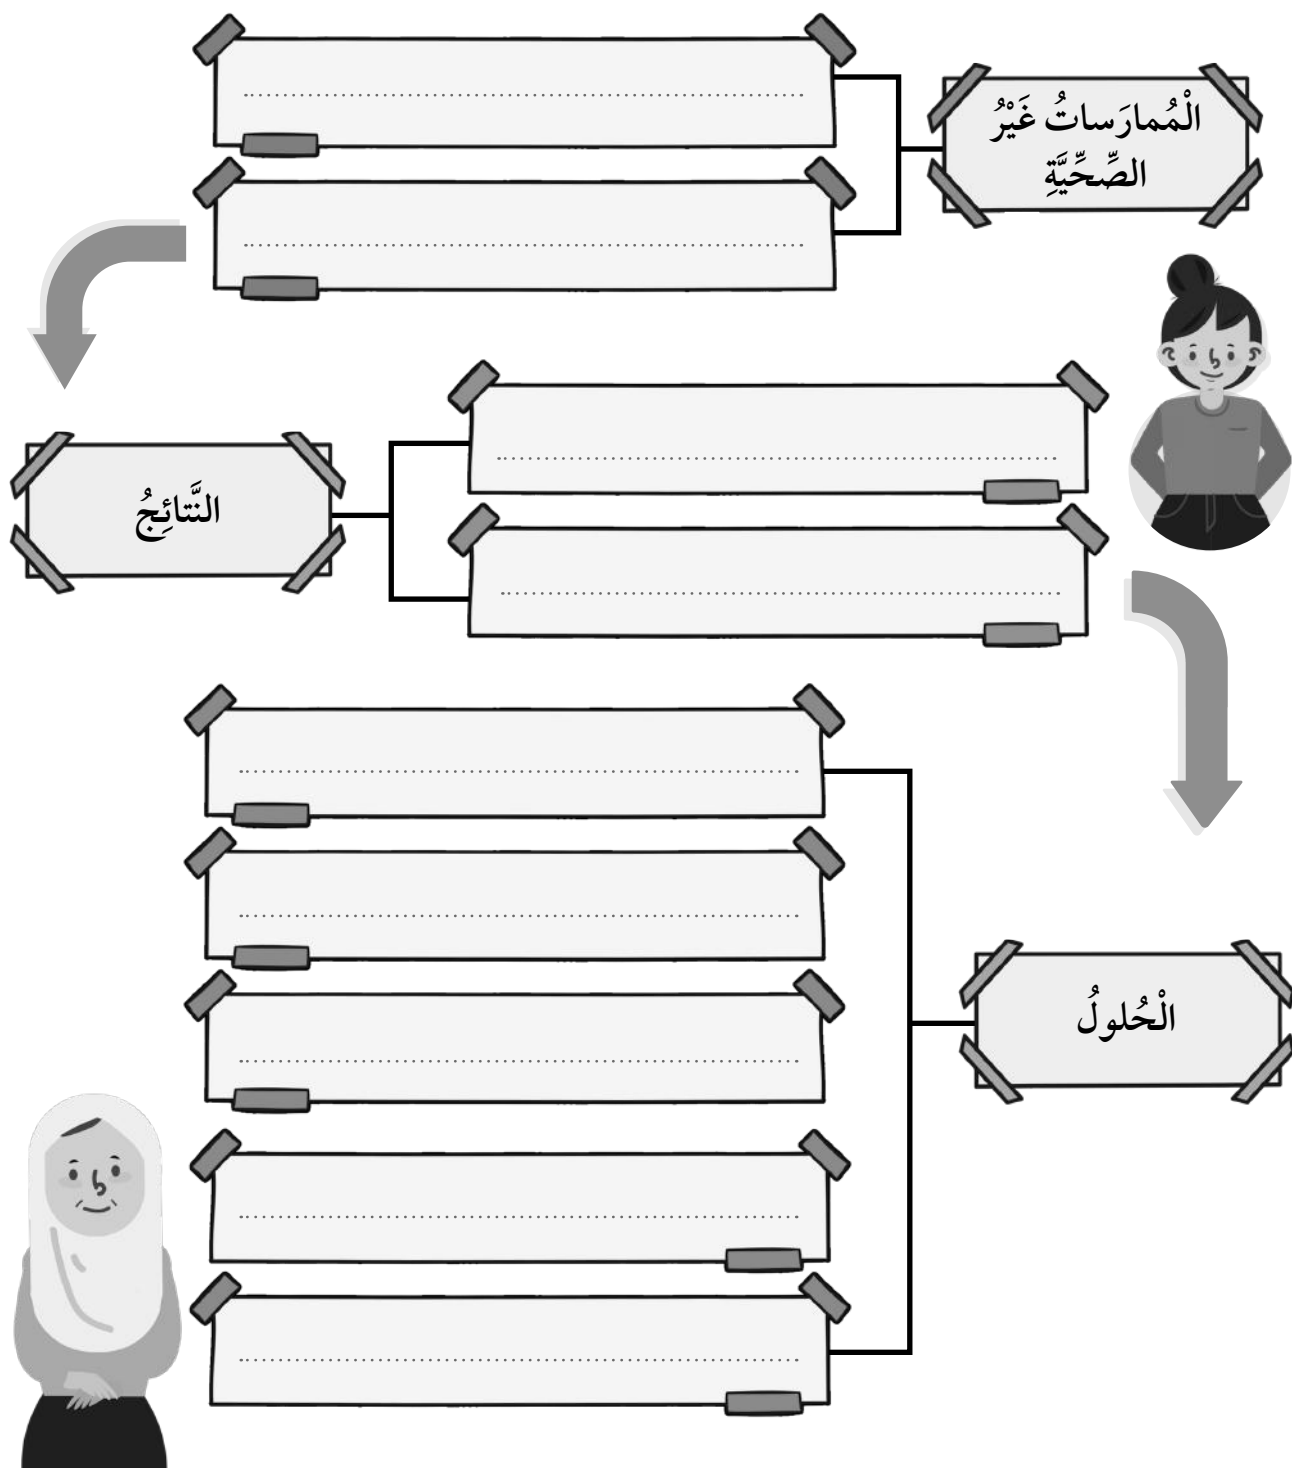 الْمُمارَساتُ غَيْرُ
الصِّحِّيَّةِ
النَّتائِجُ
الْحُلولُ